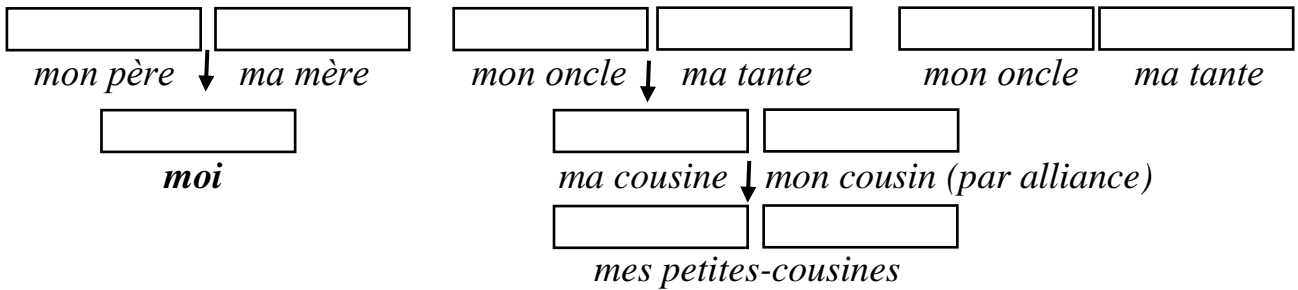 mon père ma mère mon oncle ma tante mon oncle ma tante
moi ma cousine mon cousin (par alliance)
mes petites-cousines